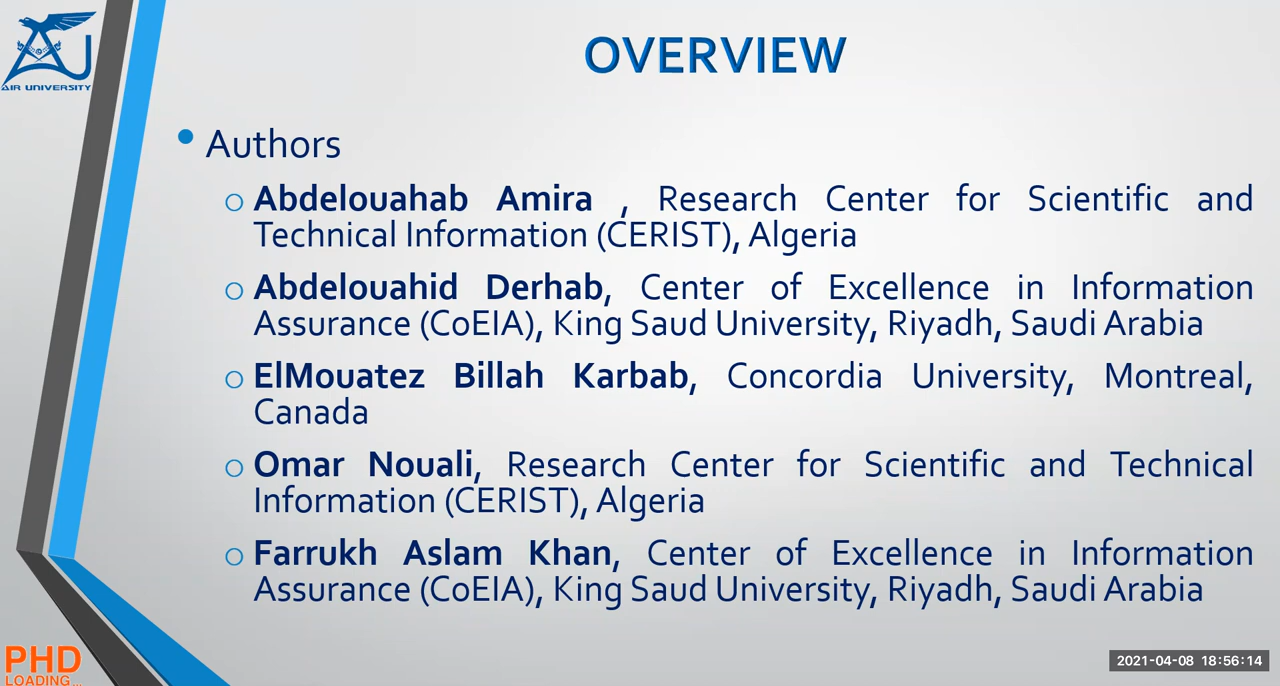 AIR UNIVERSITY
OVERVIEW
Authors
Abdelouahab Amira , Research Center for Scientific and
Technical Information (CERIST), Algeria
Abdelouahid Derhab, Center of Excellence in Information
Assurance (CoEIA), King Saud University, Riyadh, Saudi Arabia
ElMouatez Billah Karbab, Concordia University, Montreal,
Canada
Omar Nouali, Research Center for Scientific and Technical
Information (CERIST), Algeria
Farrukh Aslam Khan, Center of Excellence in Information
Assurance (CoEIA), King Saud University, Riyadh, Saudi Arabia
PHD
LOADING...
2021-04-08 18:56:14